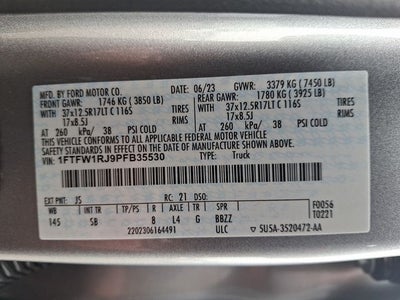 MFD. BY FORD MOTOR CO. DATE: 06/23 GVWR: 3379 KG (7450 LB)
FRONT GAWR: 1746 KG (3850 LB) REAR GAWR: 1780 KG (3925 LB)
WITH 37x12.5R17LT C 116S TIRES WITH 37x12.5R17LT C 116S TIRES
17x8.5J RIMS 17x8.5J RIMS
AT 260 kPa/ 38 PSI COLD AT 260 kPa/ 38 PSI COLD
THIS VEHICLE CONFORMS TO ALL APPLICABLE FEDERAL MOTOR VEHICLE
SAFETY STANDARDS IN EFFECT ON THE DATE OF MANUFACTURE SHOWN ABOVE.
VIN: 1FTFW1RJ9PFB35530 TYPE: Truck
EXT PNT: JS RC: 21 DSO: F0056
WB INT TR TP/PS R AXLE TR SPR T0221
145 SB 8 L4 G BBZZ
2202306164491 ULC 5U5A-3520472-AA